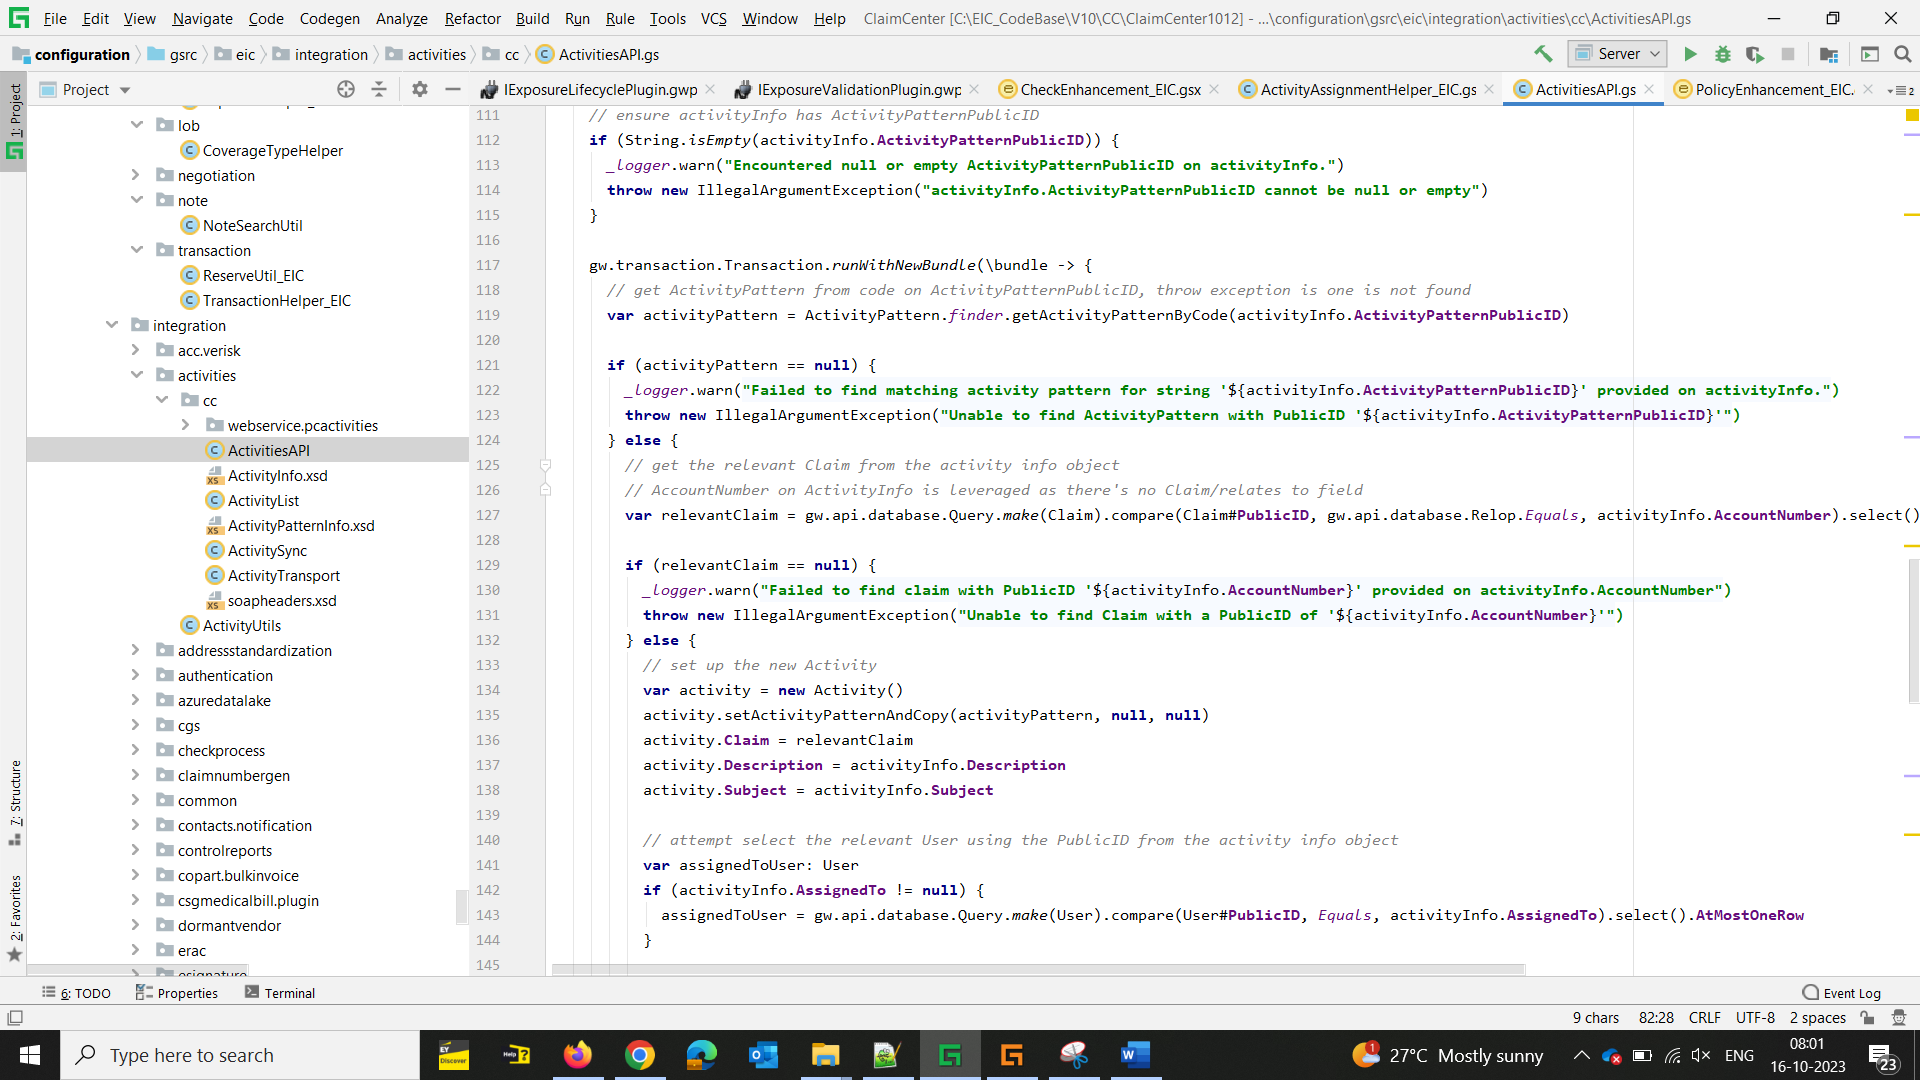 File Edit View Navigate Code Codegen Analyze Refactor Build Run Rule Tools VCS Window Help ClaimCenter [C:\EIC_CodeBase\V10\CC\ClaimCenter1012] - ...\configuration\gsrc\eic\integration\activities\cc\ActivitiesAPI.gs
configuration gsrc eic integration activities cc ActivitiesAPI.gs Server
Project IExposureLifecyclePlugin.gwp IExposureValidationPlugin.gwp CheckEnhancement_EIC.gsx ActivityAssignmentHelper_EIC.gs ActivitiesAPI.gs PolicyEnhancement_EIC. 2
1: Project
7: Structure
2: Favorites
lob
CoverageTypeHelper
negotiation
note
NoteSearchUtil
transaction
ReserveUtil_EIC
TransactionHelper_EIC
integration
acc.verisk
activities
cc
webservice.pcactivities
ActivitiesAPI
ActivityInfo.xsd
ActivityList
ActivityPatternInfo.xsd
ActivitySync
ActivityTransport
soapheaders.xsd
ActivityUtils
addressstandardization
authentication
azuredatalake
cgs
checkprocess
claimnumbergen
common
contacts.notification
controlreports
copart.bulkinvoice
csgmedicalbill.plugin
dormantvendor
erac
esignature
111 // ensure activityInfo has ActivityPatternPublicID
112 if (String.isEmpty(activityInfo.ActivityPatternPublicID)) {
113 _logger.warn("Encountered null or empty ActivityPatternPublicID on activityInfo.")
114 throw new IllegalArgumentException("activityInfo.ActivityPatternPublicID cannot be null or empty")
115 }
116
117 gw.transaction.Transaction.runWithNewBundle(\bundle -> {
118 // get ActivityPattern from code on ActivityPatternPublicID, throw exception is one is not found
119 var activityPattern = ActivityPattern.finder.getActivityPatternByCode(activityInfo.ActivityPatternPublicID)
120
121 if (activityPattern == null) {
122 _logger.warn("Failed to find matching activity pattern for string '${activityInfo.ActivityPatternPublicID}' provided on activityInfo.")
123 throw new IllegalArgumentException("Unable to find ActivityPattern with PublicID '${activityInfo.ActivityPatternPublicID}'")
124 } else {
125 // get the relevant Claim from the activity info object
126 // AccountNumber on ActivityInfo is leveraged as there's no Claim/relates to field
127 var relevantClaim = gw.api.database.Query.make(Claim).compare(Claim#PublicID, gw.api.database.Relop.Equals, activityInfo.AccountNumber).select()
128
129 if (relevantClaim == null) {
130 _logger.warn("Failed to find claim with PublicID '${activityInfo.AccountNumber}' provided on activityInfo.AccountNumber")
131 throw new IllegalArgumentException("Unable to find Claim with a PublicID of '${activityInfo.AccountNumber}'")
132 } else {
133 // set up the new Activity
134 var activity = new Activity()
135 activity.setActivityPatternAndCopy(activityPattern, null, null)
136 activity.Claim = relevantClaim
137 activity.Description = activityInfo.Description
138 activity.Subject = activityInfo.Subject
139
140 // attempt select the relevant User using the PublicID from the activity info object
141 var assignedToUser: User
142 if (activityInfo.AssignedTo != null) {
143 assignedToUser = gw.api.database.Query.make(User).compare(User#PublicID, Equals, activityInfo.AssignedTo).select().AtMostOneRow
144 }
145
6: TODO Properties Terminal Event Log
9 chars 82:28 CRLF UTF-8 2 spaces
Type here to search EY Discover Help ? 1 27°C Mostly sunny ENG 08:01 16-10-2023 23